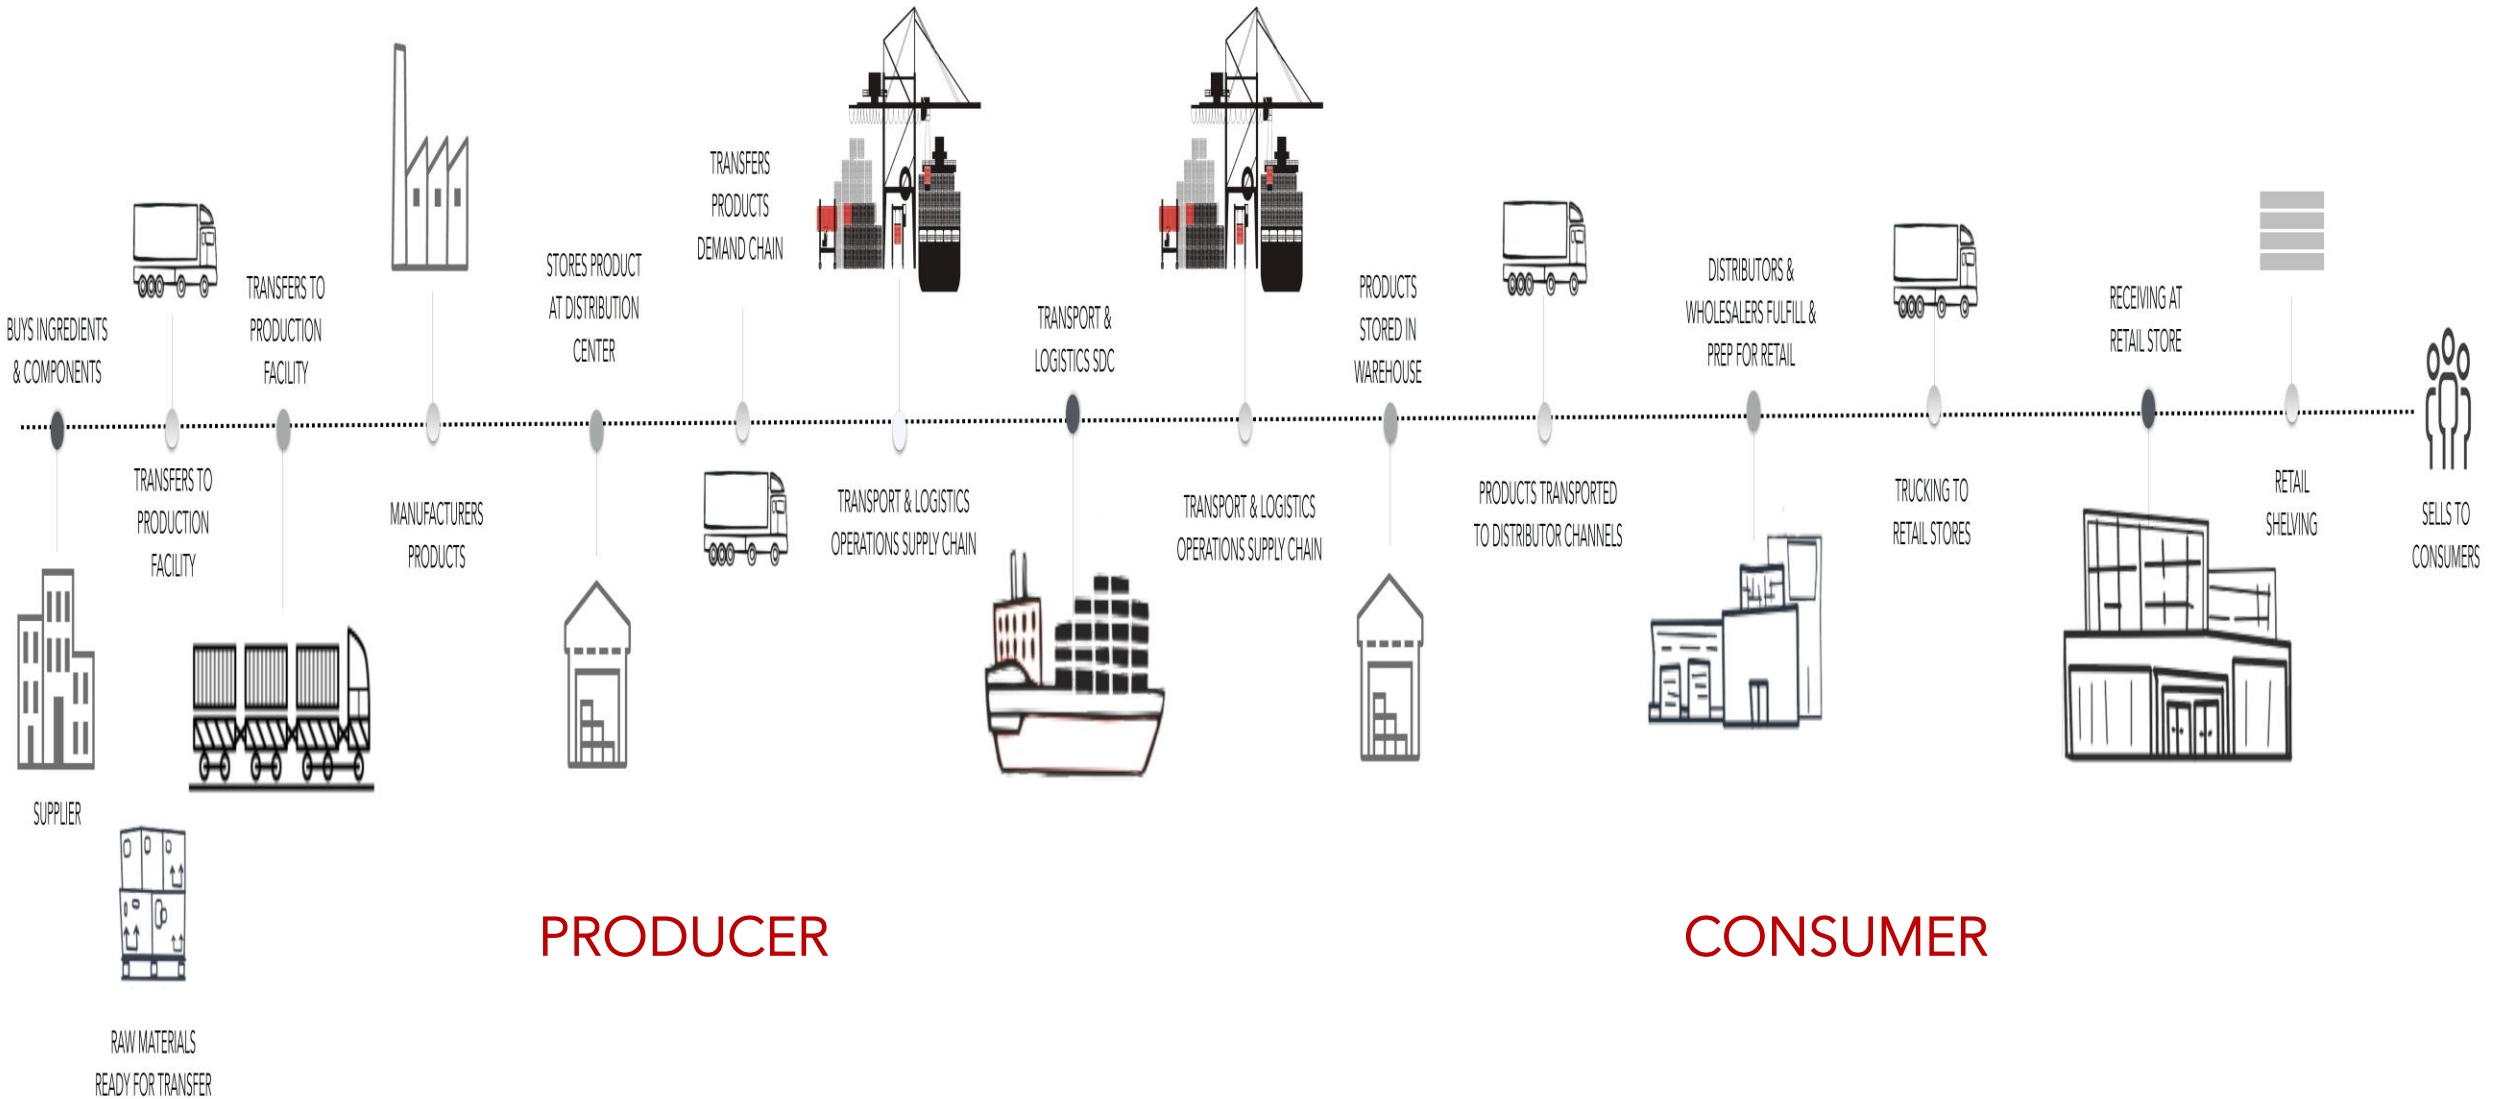 BUYS INGREDIENTS
& COMPONENTS
SUPPLIER
RAW MATERIALS
READY FOR TRANSFER
TRANSFERS TO
PRODUCTION
FACILITY
TRANSFERS TO
PRODUCTION
FACILITY
MANUFACTURERS
PRODUCTS
STORES PRODUCT
AT DISTRIBUTION
CENTER
TRANSFERS
PRODUCTS
DEMAND CHAIN
TRANSPORT & LOGISTICS
OPERATIONS SUPPLY CHAIN
TRANSPORT &
LOGISTICS SDC
TRANSPORT & LOGISTICS
OPERATIONS SUPPLY CHAIN
PRODUCTS
STORED IN
WAREHOUSE
PRODUCTS TRANSPORTED
TO DISTRIBUTOR CHANNELS
DISTRIBUTORS &
WHOLESALERS FULFILL &
PREP FOR RETAIL
TRUCKING TO
RETAIL STORES
RECEIVING AT
RETAIL STORE
RETAIL
SHELVING
SELLS TO
CONSUMERS
PRODUCER
CONSUMER